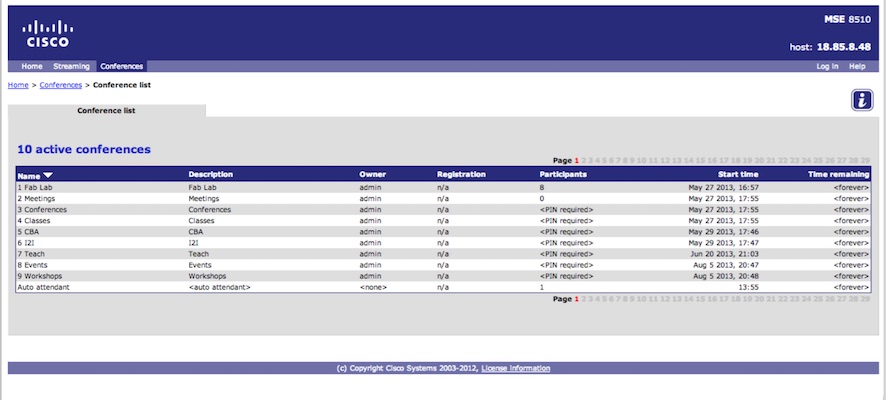 CISCO
MSE 8510
host: 18.85.8.48
Home Streaming Conferences Log in Help
Home > Conferences > Conference list
i
Conference list
10 active conferences
Page 1 2 3 4 5 6 7 8 9 10 11 12 13 14 15 16 17 18 19 20 21 22 23 24 25 26 27 28 29
Name Description Owner Registration Participants Start time Time remaining
1 Fab Lab Fab Lab admin n/a 8 May 27 2013, 16:57 <forever>
2 Meetings Meetings admin n/a 0 May 27 2013, 17:55 <forever>
3 Conferences Conferences admin n/a <PIN required> May 27 2013, 17:55 <forever>
4 Classes Classes admin n/a <PIN required> May 27 2013, 17:55 <forever>
5 CBA CBA admin n/a <PIN required> May 29 2013, 17:46 <forever>
6 I2I I2I admin n/a <PIN required> May 29 2013, 17:47 <forever>
7 Teach Teach admin n/a <PIN required> Jun 20 2013, 21:03 <forever>
8 Events Events admin n/a <PIN required> Aug 5 2013, 20:47 <forever>
9 Workshops Workshops admin n/a <PIN required> Aug 5 2013, 20:48 <forever>
Auto attendant <auto attendant> <none> n/a 1 13:55 <forever>
Page 1 2 3 4 5 6 7 8 9 10 11 12 13 14 15 16 17 18 19 20 21 22 23 24 25 26 27 28 29
(c) Copyright Cisco Systems 2003-2012, License information